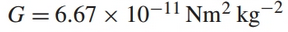 G = 6.67 × 10⁻¹¹ Nm² kg⁻²